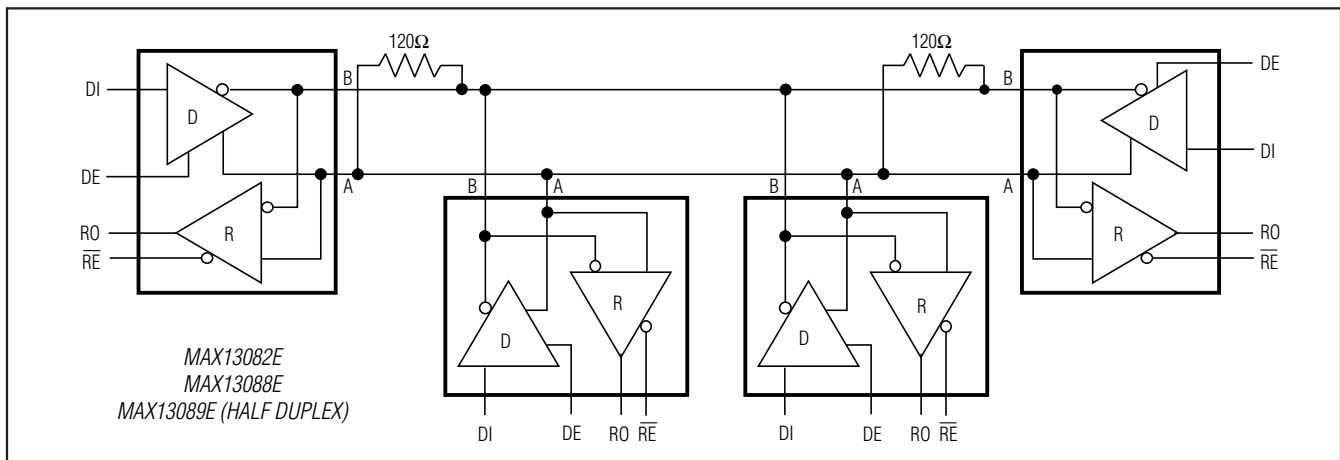 120Ω
120Ω
B
B
DE
DI
D
D
DI
DE
A
B
A
B
A
A
RO
R
R
RO
RE
RE
R
R
D
D
MAX13082E
MAX13088E
MAX13089E (HALF DUPLEX)
DI
DE
RO
RE
DI
DE
RO
RE